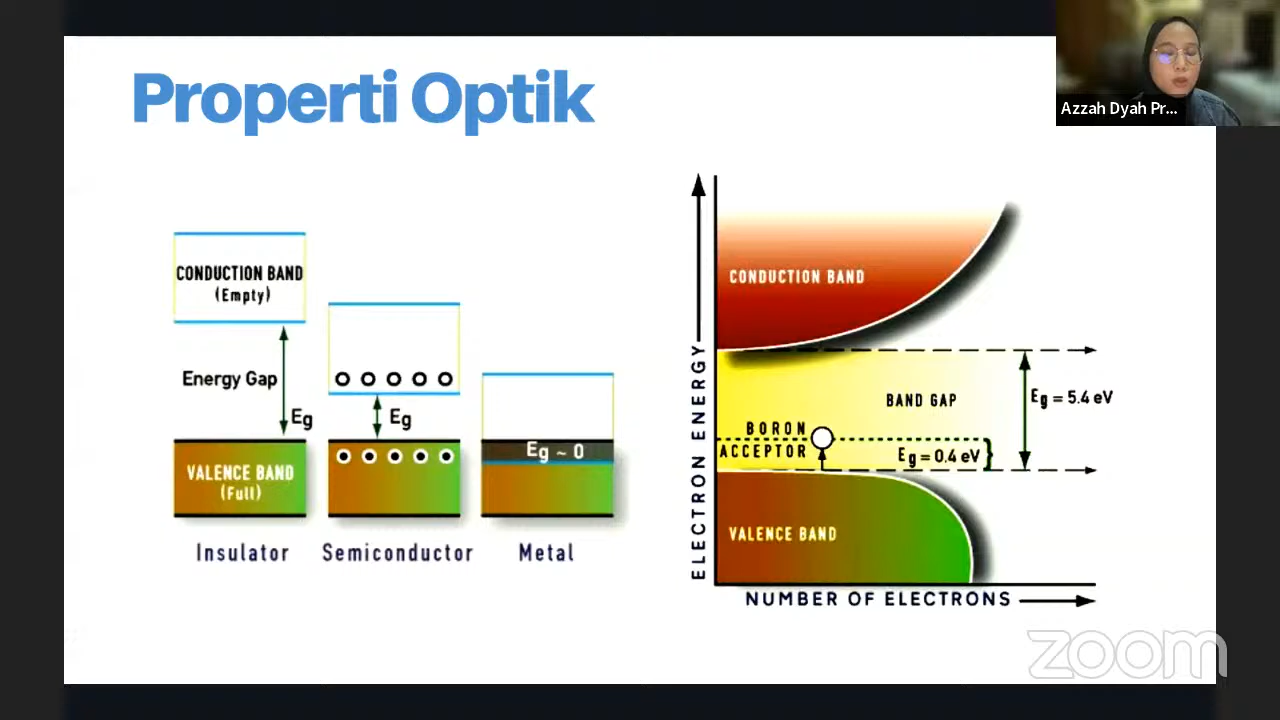 Properti Optik
Azzah Dyah Pr...
CONDUCTION BAND
(Empty)
Energy Gap
Eg
Eg
VALENCE BAND
(Full)
Eg ~ 0
Insulator
Semiconductor
Metal
ELECTRON ENERGY
CONDUCTION BAND
BAND GAP
Eg = 5.4 eV
BORON
ACCEPTOR
Eg = 0.4 eV
VALENCE BAND
NUMBER OF ELECTRONS
zoom